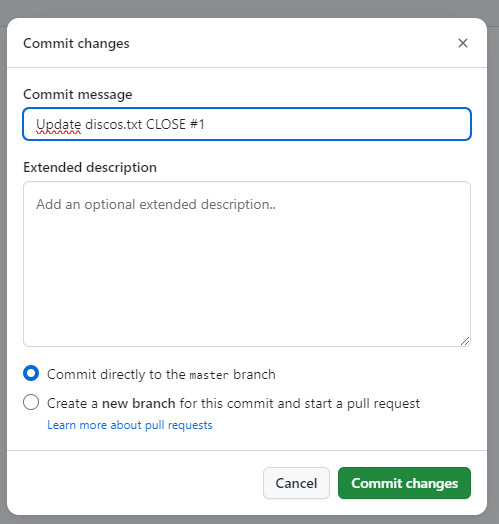 Commit changes
Commit message
Update discos.txt CLOSE #1
Extended description
Add an optional extended description..
Commit directly to the master branch
Create a new branch for this commit and start a pull request
Learn more about pull requests
Cancel
Commit changes